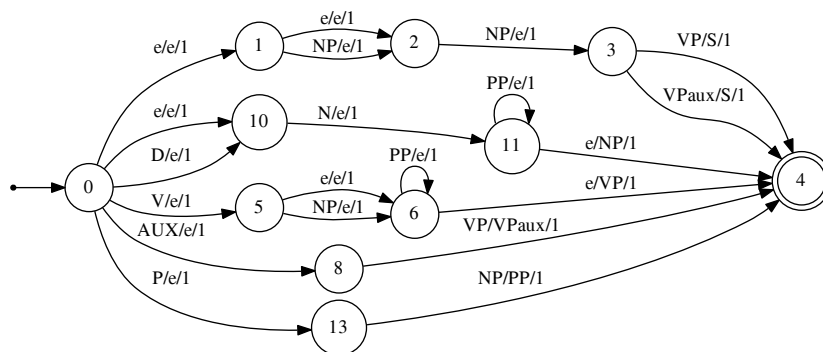 e/e/1
1
e/e/1
NP/e/1
2
NP/e/1
3
VP/S/1
VPaux/S/1
e/e/1
D/e/1
10
N/e/1
PP/e/1
11
e/NP/1
0
V/e/1
5
e/e/1
NP/e/1
PP/e/1
6
e/VP/1
4
AUX/e/1
8
VP/VPaux/1
P/e/1
13
NP/PP/1